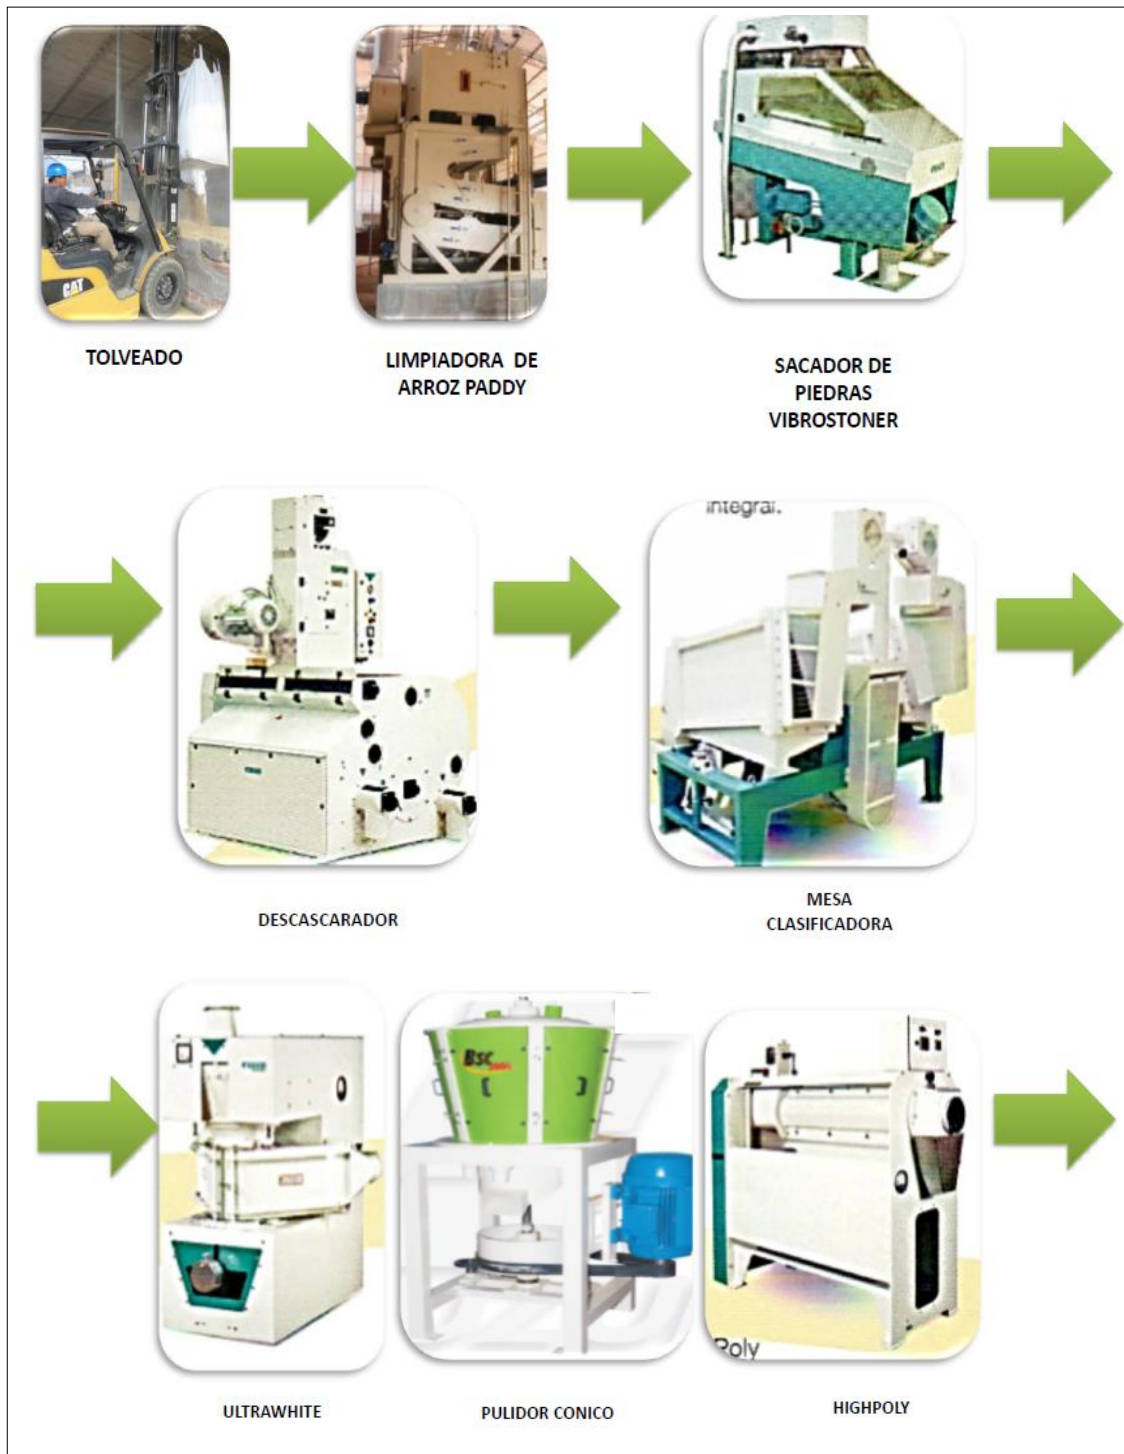 CAT
TOLVEADO
LIMPIADORA DE
ARROZ PADDY
SACADOR DE
PIEDRAS
VIBROSTONER
integral.
DESCASCARADOR
MESA
CLASIFICADORA
BSC
Poly
ULTRAWHITE
PULIDOR CONICO
HIGHPOLY